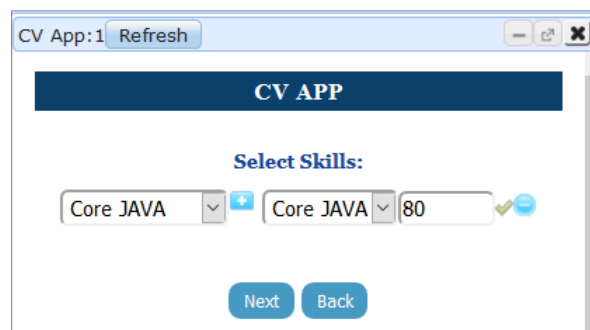 CV App:1 Refresh
CV APP
Select Skills:
Core JAVA Core JAVA 80
Next Back